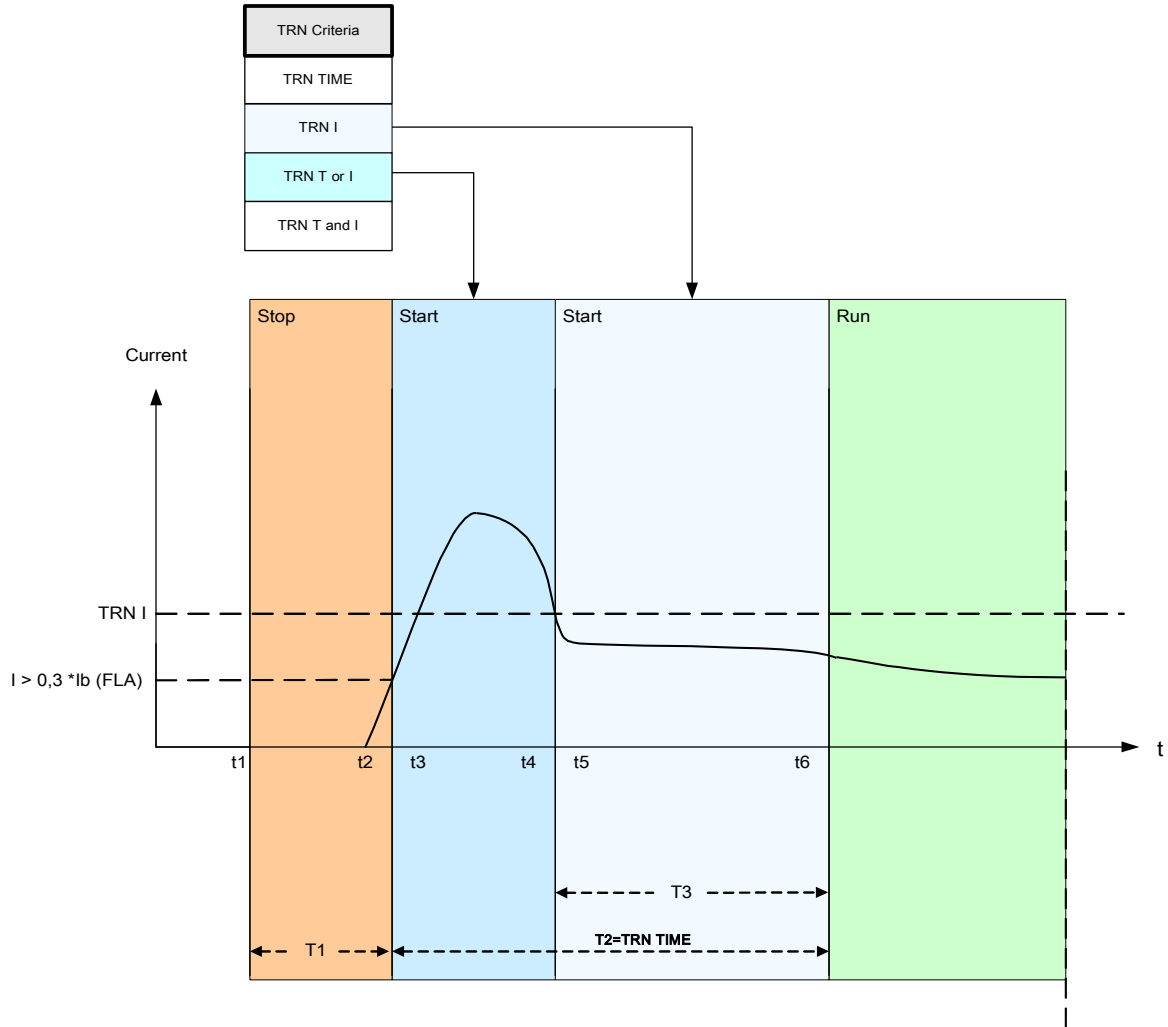 TRN Criteria
TRN TIME
TRN I
TRN T or I
TRN T and I
Stop
Start
Start
Run
Current
TRN I
I > 0,3 *Ib (FLA)
t1
t2
t3
t4
t5
t6
t
T3
T1
T2=TRN TIME